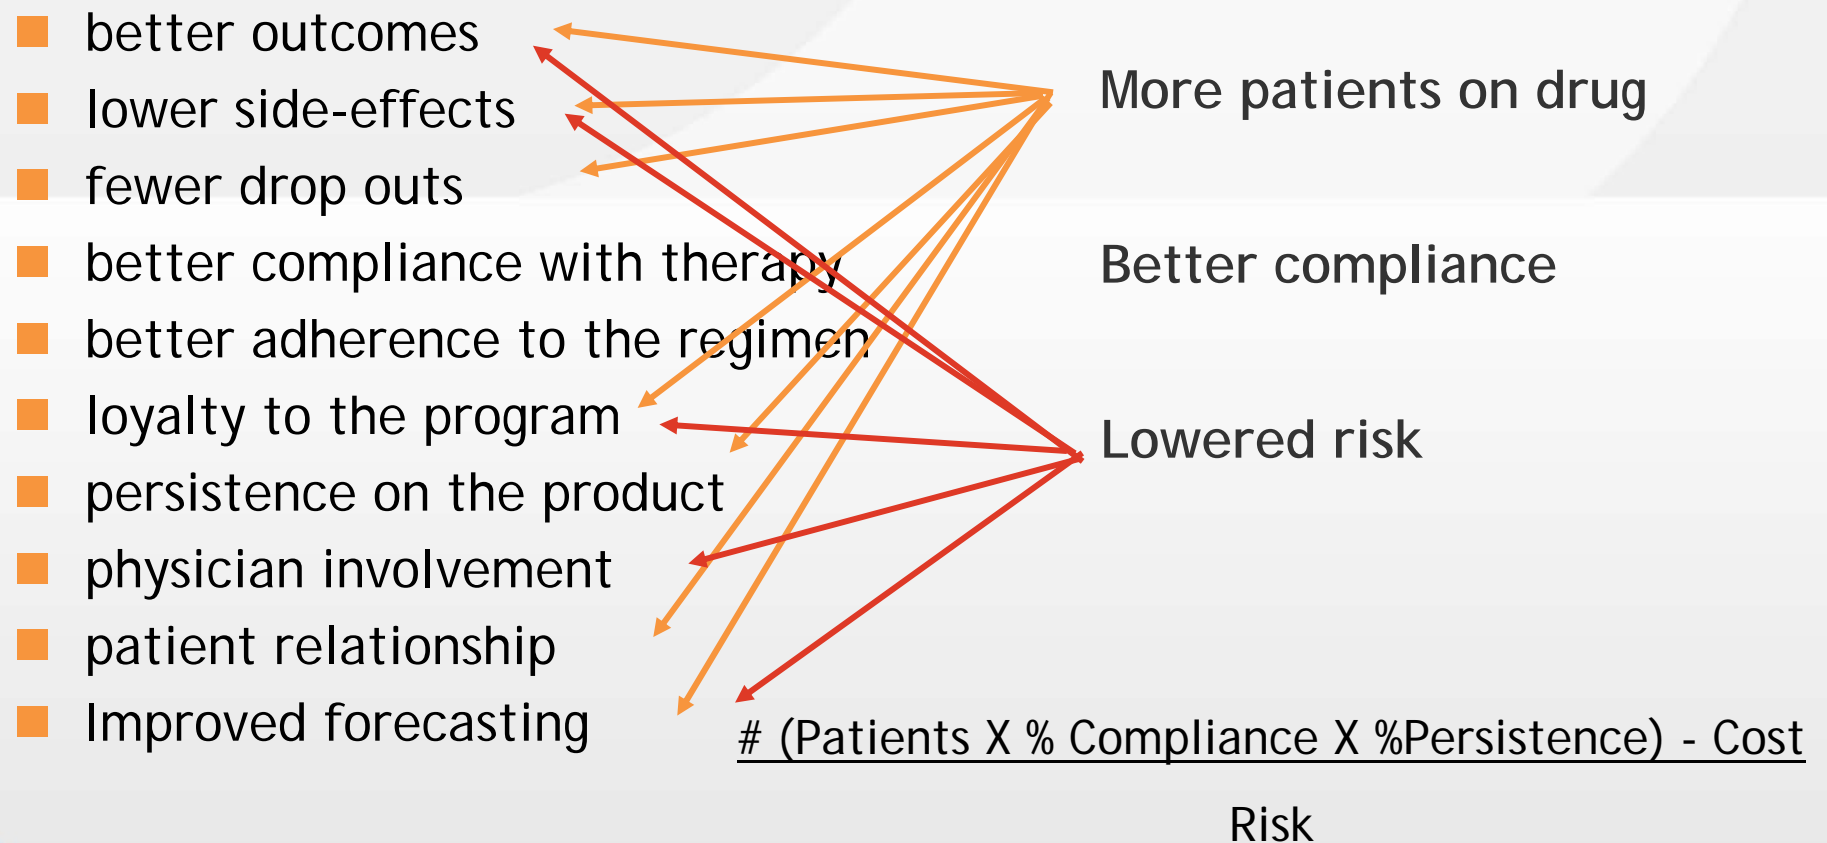 better outcomes
lower side-effects
fewer drop outs
better compliance with therapy
better adherence to the regimen
loyalty to the program
persistence on the product
physician involvement
patient relationship
Improved forecasting
More patients on drug
Better compliance
Lowered risk
# (Patients X % Compliance X %Persistence) - Cost
Risk